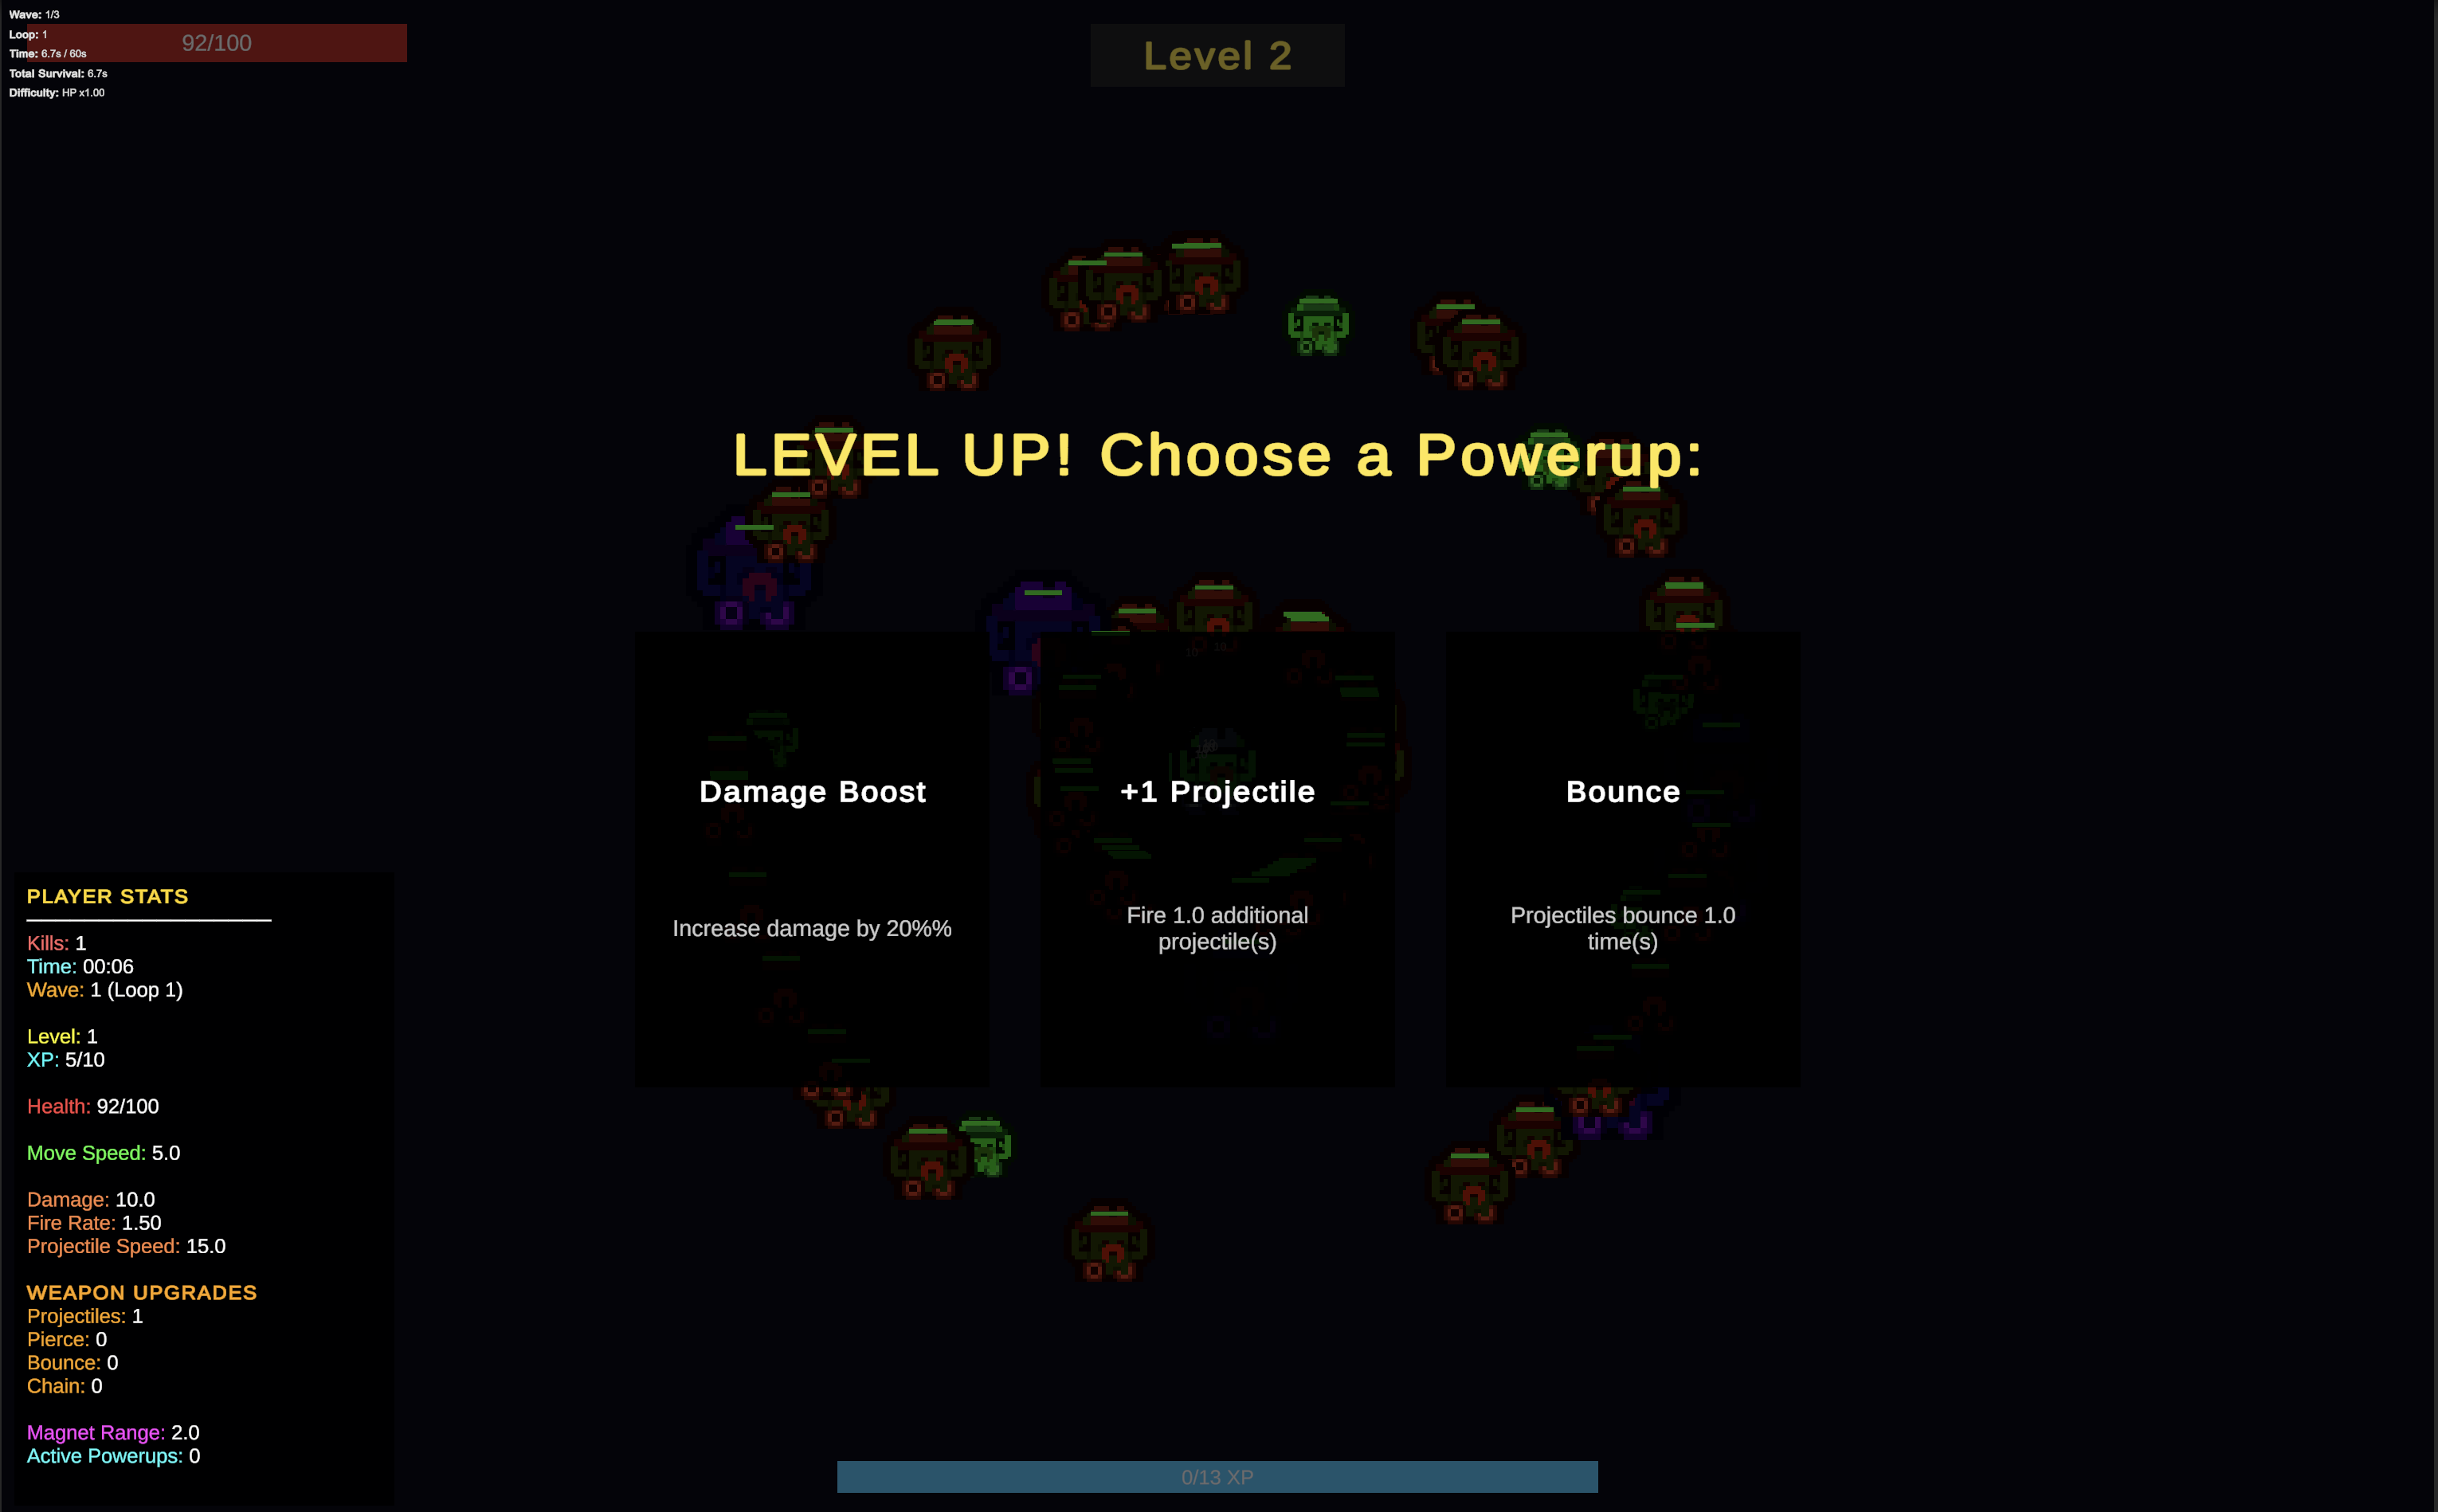 Wave: 1/3
Loop: 1
92/100
Time: 6.7s / 60s
Total Survival: 6.7s
Difficulty: HP x1.00
Level 2
LEVEL UP! Choose a Powerup:
Damage Boost
Increase damage by 20%%
+1 Projectile
Fire 1.0 additional
projectile(s)
Bounce
Projectiles bounce 1.0
time(s)
PLAYER STATS
Kills: 1
Time: 00:06
Wave: 1 (Loop 1)
Level: 1
XP: 5/10
Health: 92/100
Move Speed: 5.0
Damage: 10.0
Fire Rate: 1.50
Projectile Speed: 15.0
WEAPON UPGRADES
Projectiles: 1
Pierce: 0
Bounce: 0
Chain: 0
Magnet Range: 2.0
Active Powerups: 0
0/13 XP